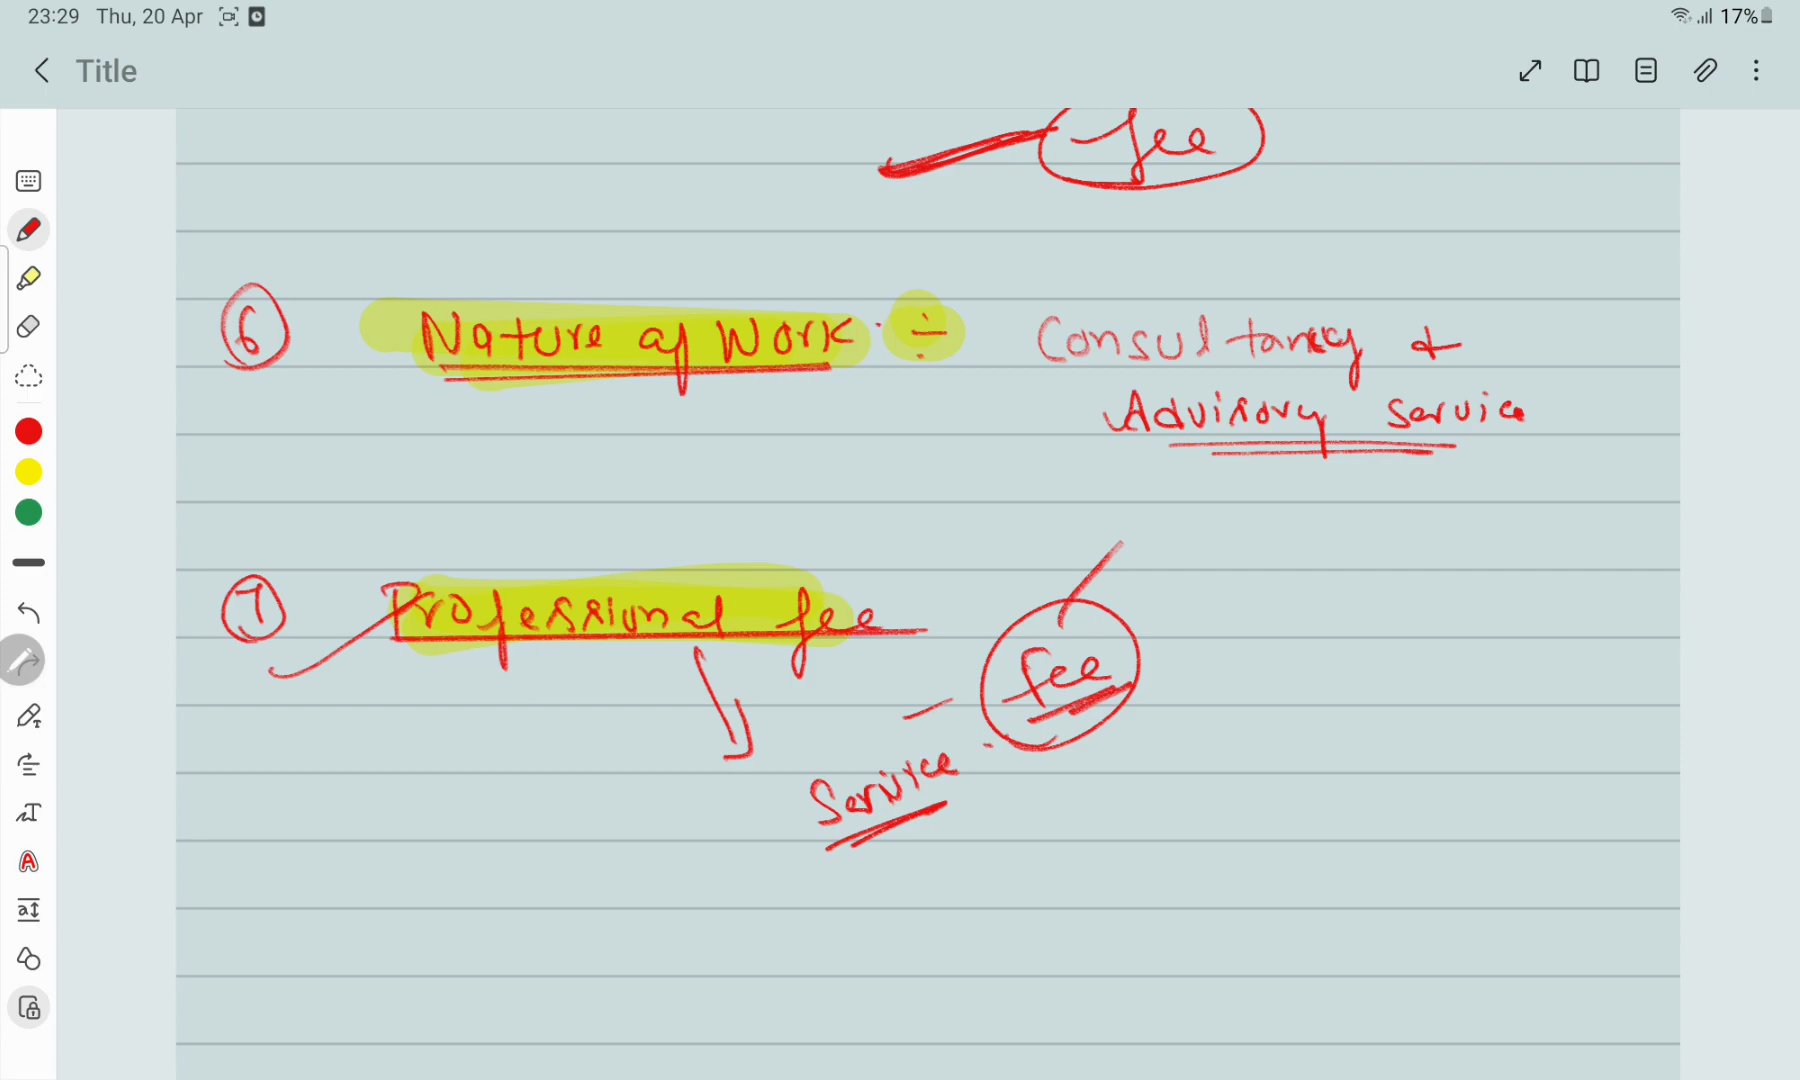 23:29 Thu, 20 Apr 17%
Title
fee
6 Nature of Work :- Consultancy &
Advisory service
7 Professional fee
fee
Service